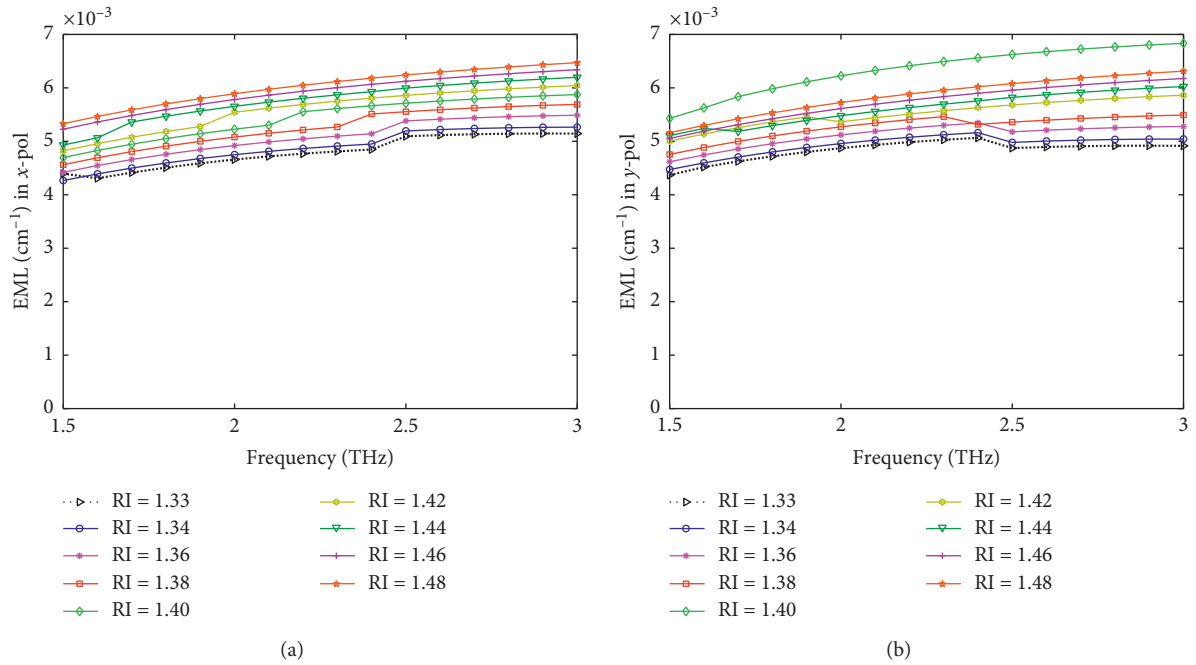 ×10⁻³
7
6
5
4
3
2
1
0
EML (cm⁻¹) in x-pol
1.5 2 2.5 3
Frequency (THz)
RI = 1.33
RI = 1.34
RI = 1.36
RI = 1.38
RI = 1.40
RI = 1.42
RI = 1.44
RI = 1.46
RI = 1.48
(a)
×10⁻³
7
6
5
4
3
2
1
0
EML (cm⁻¹) in y-pol
1.5 2 2.5 3
Frequency (THz)
RI = 1.33
RI = 1.34
RI = 1.36
RI = 1.38
RI = 1.40
RI = 1.42
RI = 1.44
RI = 1.46
RI = 1.48
(b)